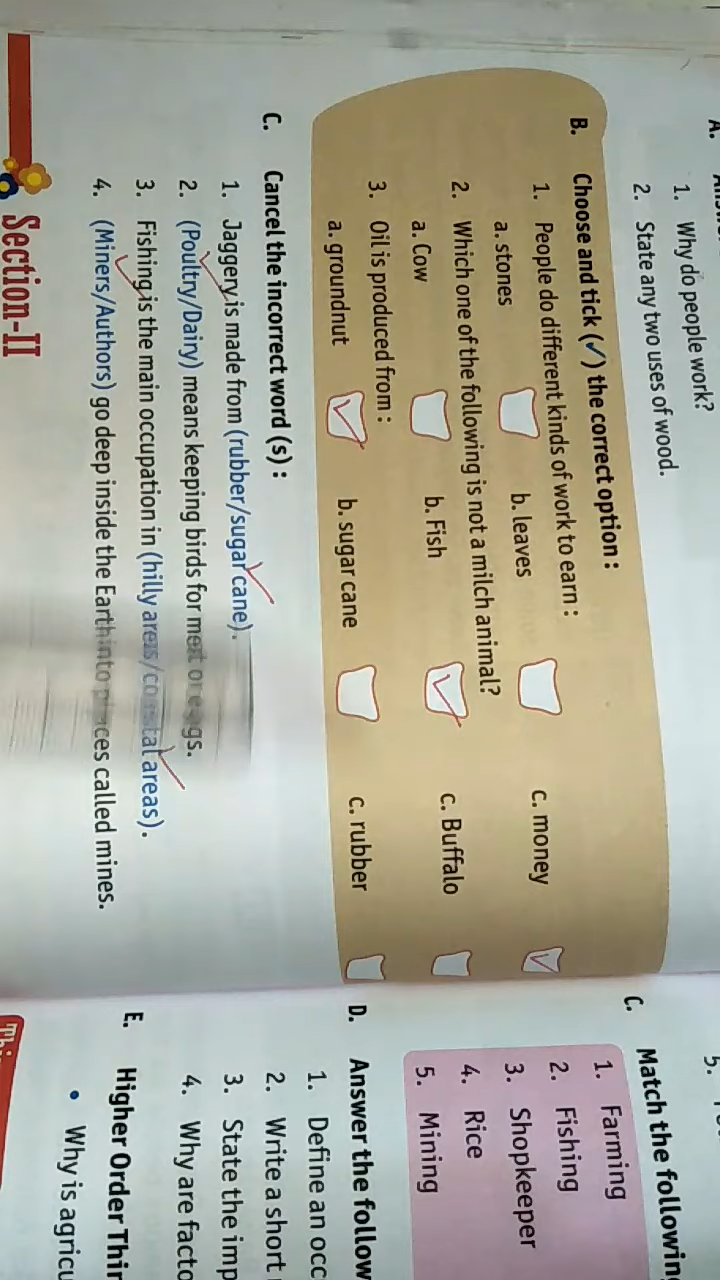 A.
1. Why do people work?
2. State any two uses of wood.
B. Choose and tick (✓) the correct option :
1. People do different kinds of work to earn :
a. stones b. leaves c. money ✓
2. Which one of the following is not a milch animal?
a. Cow b. Fish ✓ c. Buffalo
3. Oil is produced from :
a. groundnut ✓ b. sugar cane c. rubber
C. Cancel the incorrect word (s) :
1. Jaggery is made from (rubber/sugar cane).
2. (Poultry/Dairy) means keeping birds for meat or eggs.
3. Fishing is the main occupation in (hilly areas/coastal areas).
4. (Miners/Authors) go deep inside the Earth into places called mines.
Section-II
5.
C. Match the followin
1. Farming
2. Fishing
3. Shopkeeper
4. Rice
5. Mining
D. Answer the follow
1. Define an occ
2. Write a short
3. State the imp
4. Why are facto
E. Higher Order Thin
• Why is agricu